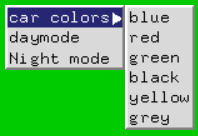 car colors
daymode
Night mode
blue
red
green
black
yellow
grey